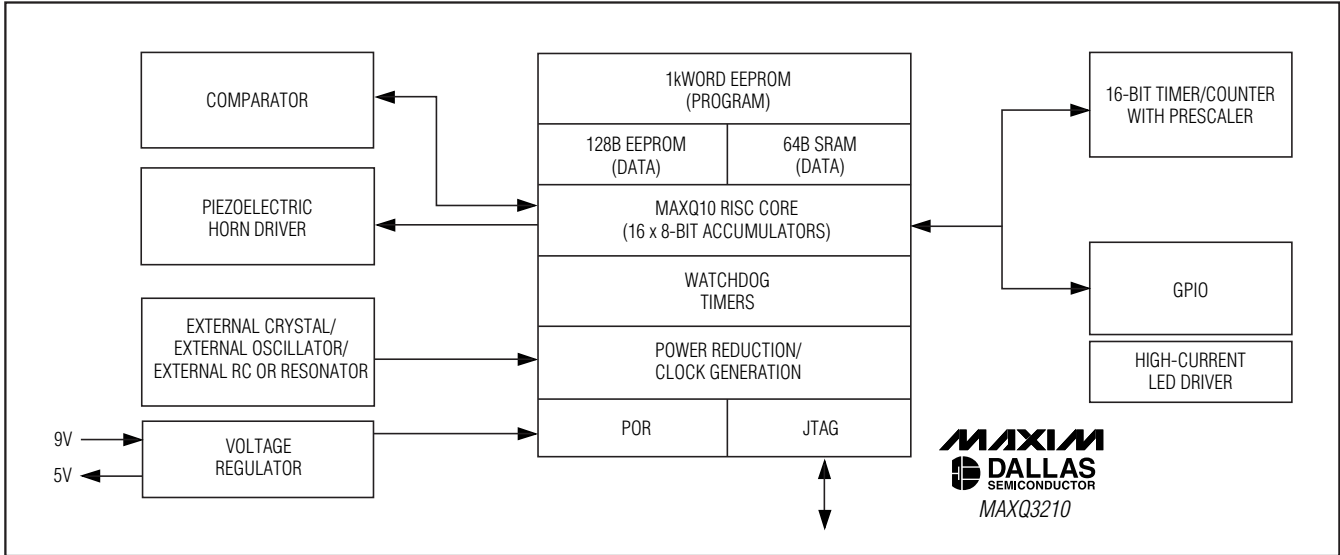 COMPARATOR
PIEZOELECTRIC
HORN DRIVER
EXTERNAL CRYSTAL/
EXTERNAL OSCILLATOR/
EXTERNAL RC OR RESONATOR
9V
5V
VOLTAGE
REGULATOR
1kWORD EEPROM
(PROGRAM)
128B EEPROM
(DATA)
64B SRAM
(DATA)
MAXQ10 RISC CORE
(16 x 8-BIT ACCUMULATORS)
WATCHDOG
TIMERS
POWER REDUCTION/
CLOCK GENERATION
POR
JTAG
16-BIT TIMER/COUNTER
WITH PRESCALER
GPIO
HIGH-CURRENT
LED DRIVER
MAXIM
DALLAS
SEMICONDUCTOR
MAXQ3210